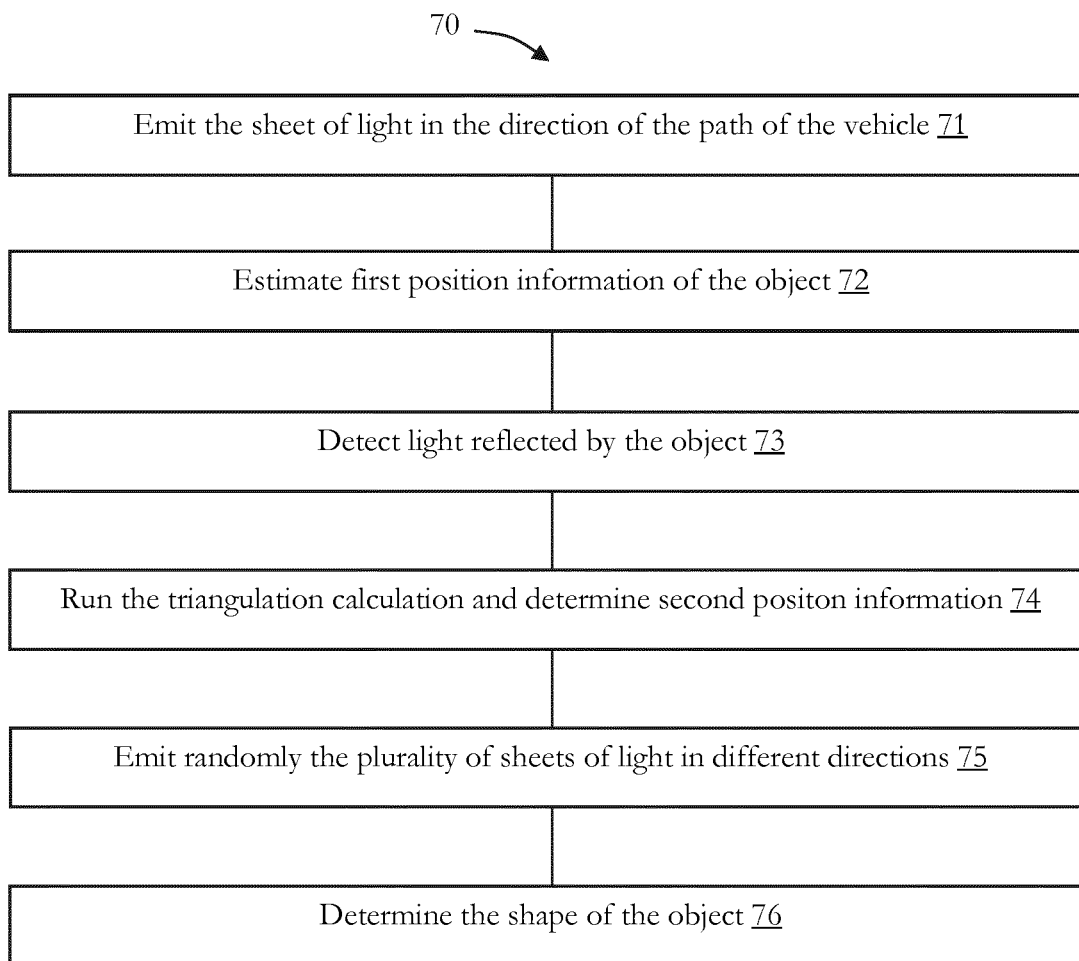 70
Emit the sheet of light in the direction of the path of the vehicle 71
Estimate first position information of the object 72
Detect light reflected by the object 73
Run the triangulation calculation and determine second positon information 74
Emit randomly the plurality of sheets of light in different directions 75
Determine the shape of the object 76